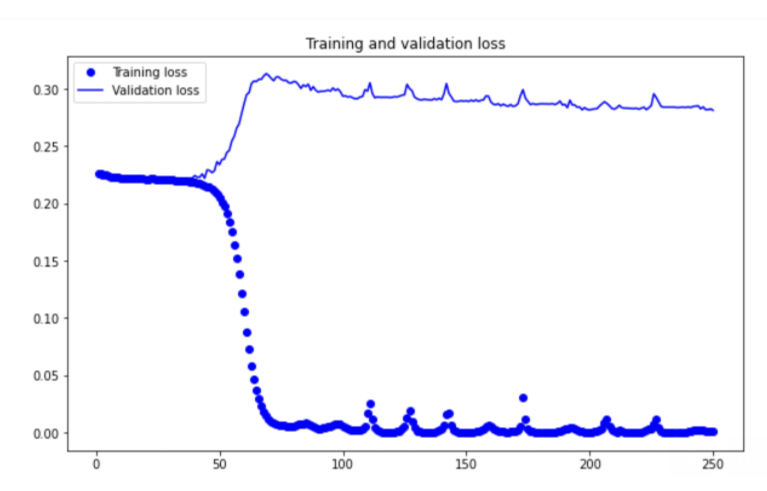 Training and validation loss
Training loss
Validation loss
0.30
0.25
0.20
0.15
0.10
0.05
0.00
0 50 100 150 200 250